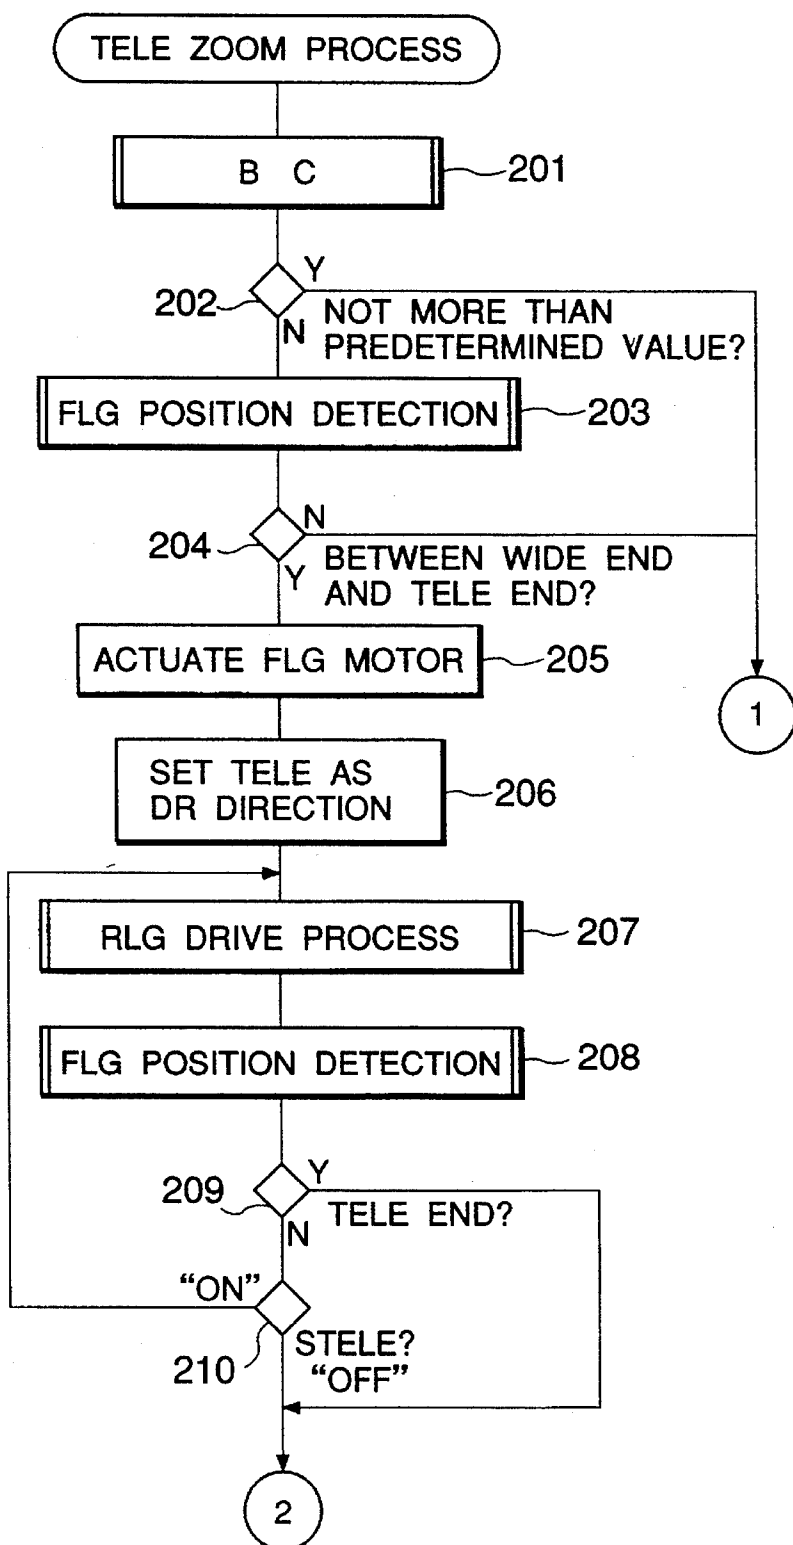 TELE ZOOM PROCESS
B C
201
202
Y
N
NOT MORE THAN
PREDETERMINED VALUE?
FLG POSITION DETECTION
203
204
N
Y
BETWEEN WIDE END
AND TELE END?
ACTUATE FLG MOTOR
205
1
SET TELE AS
DR DIRECTION
206
RLG DRIVE PROCESS
207
FLG POSITION DETECTION
208
209
Y
TELE END?
N
“ON”
210
STELE?
“OFF”
2